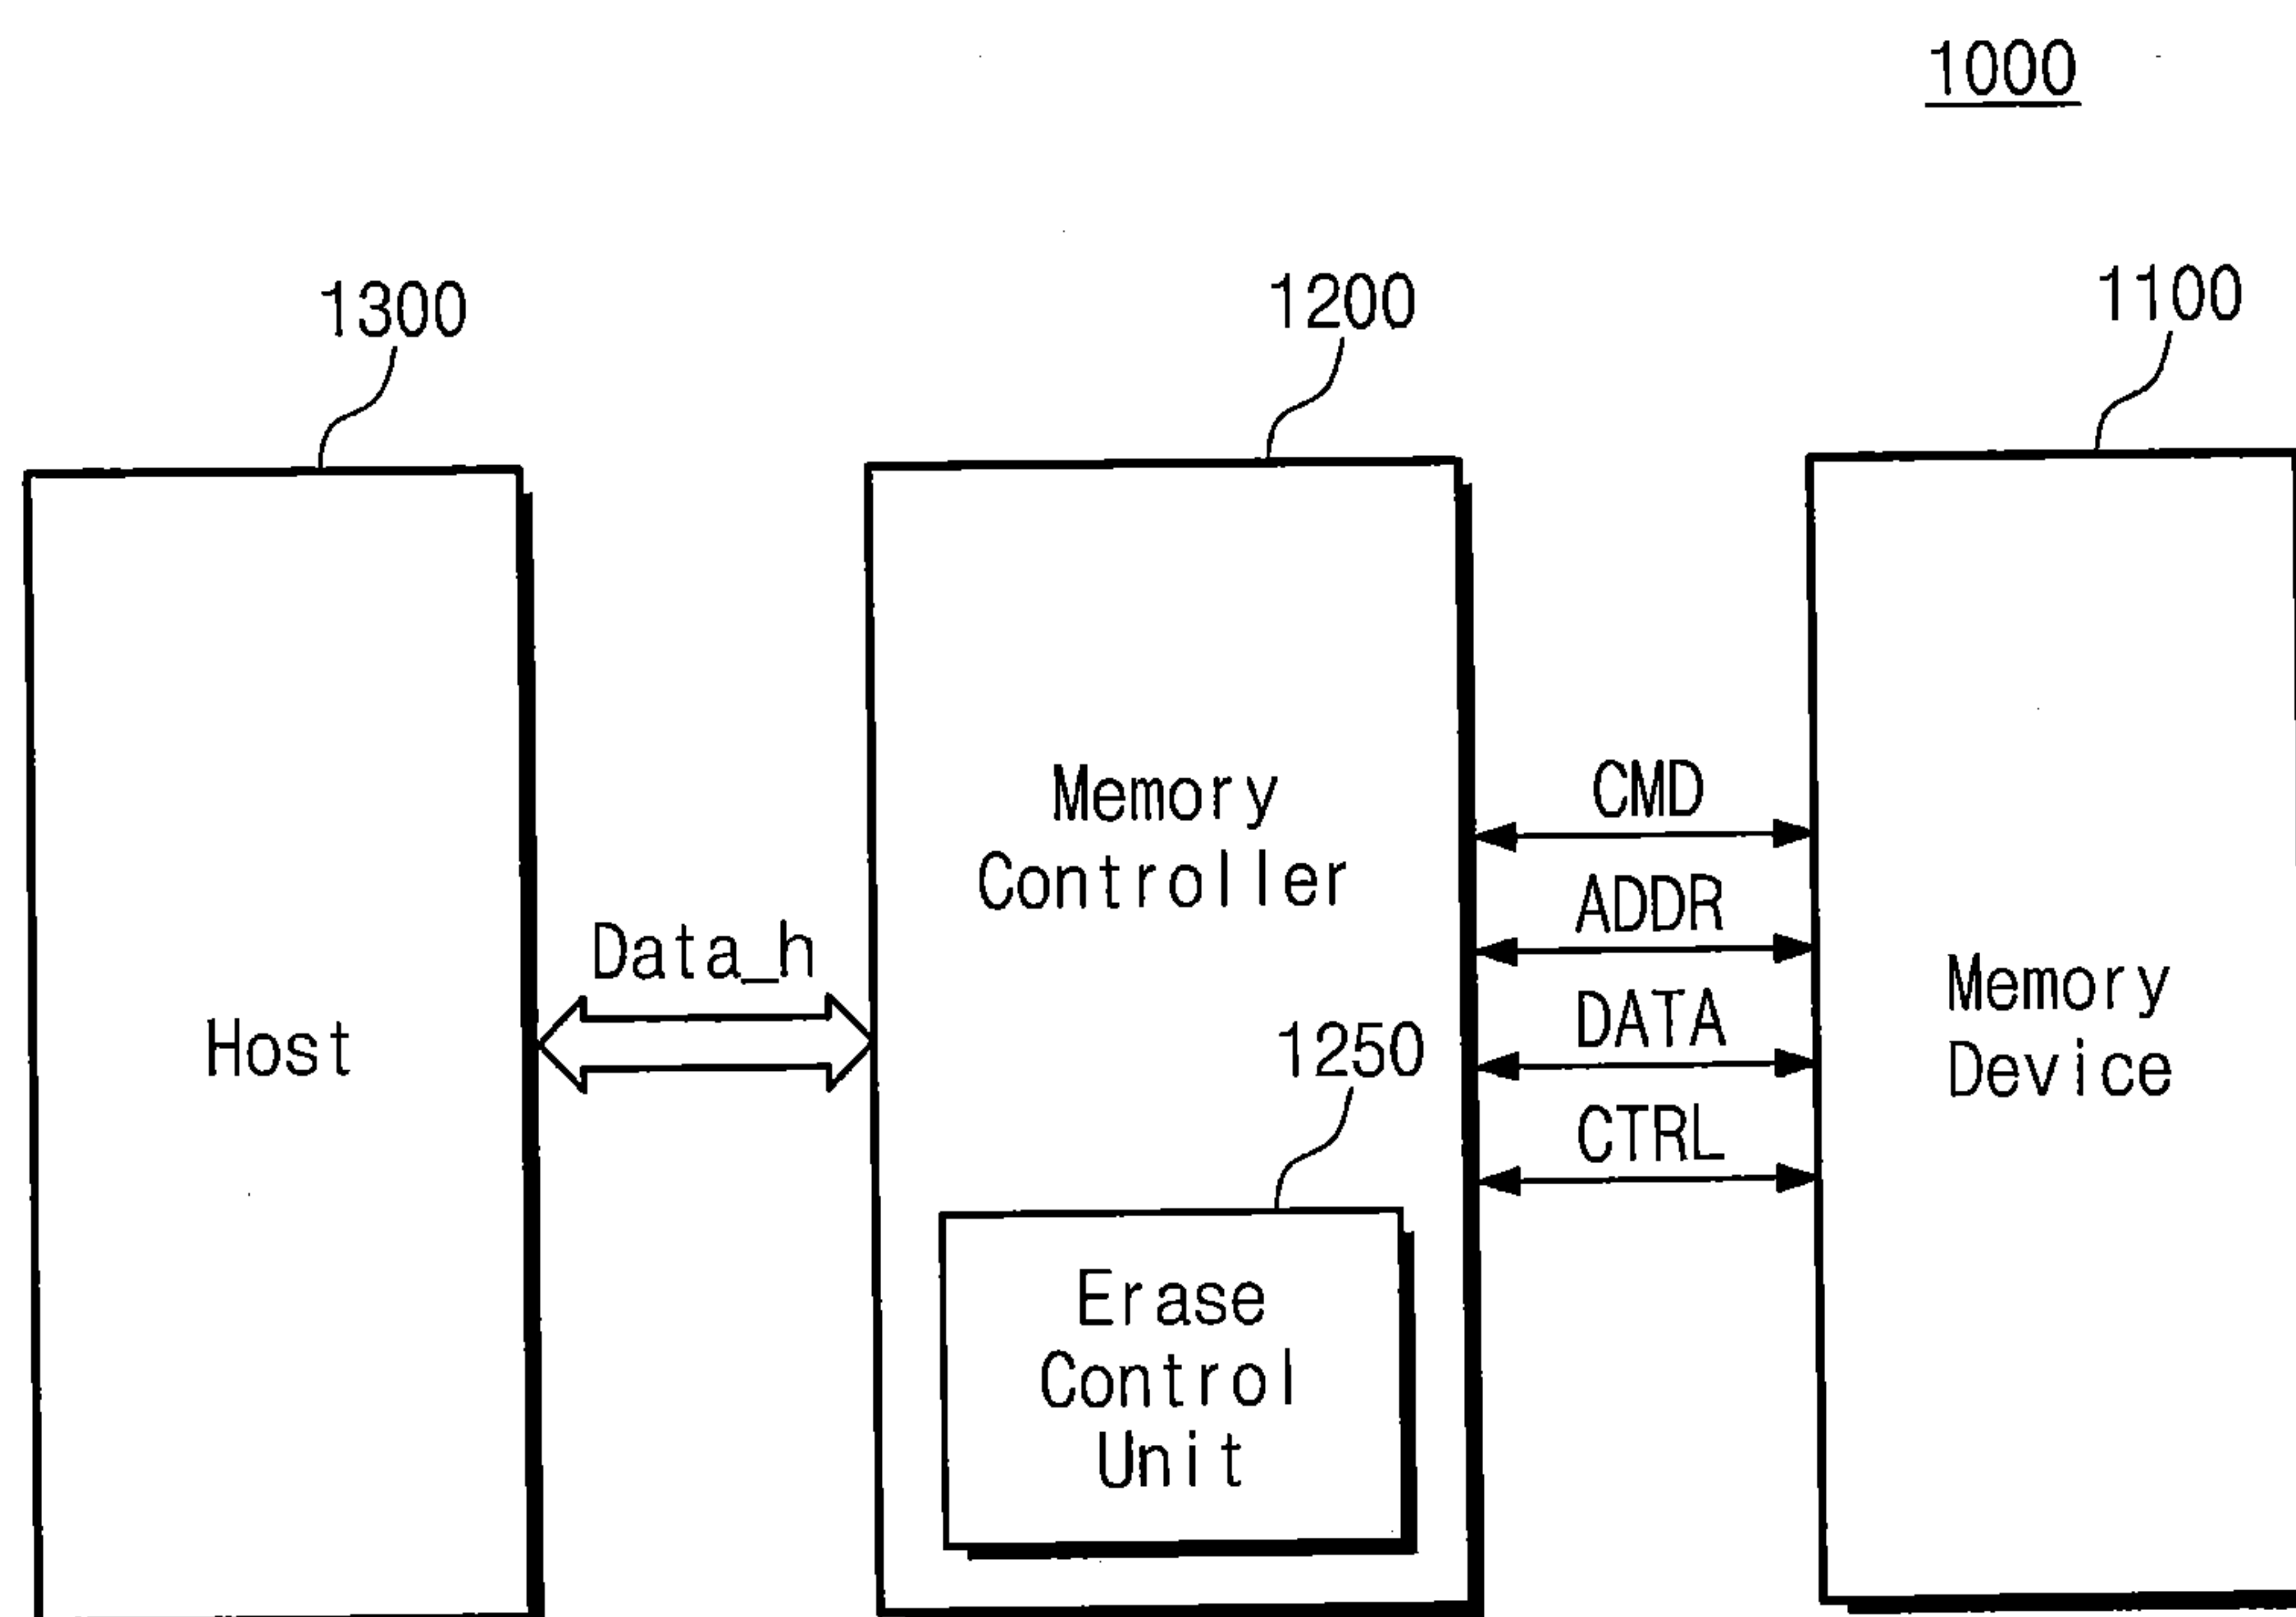 1000
1300
1200
1100
Memory
Controller
CMD
ADDR
DATA
CTRL
Data_h
Host
1250
Memory
Device
Erase
Control
Unit